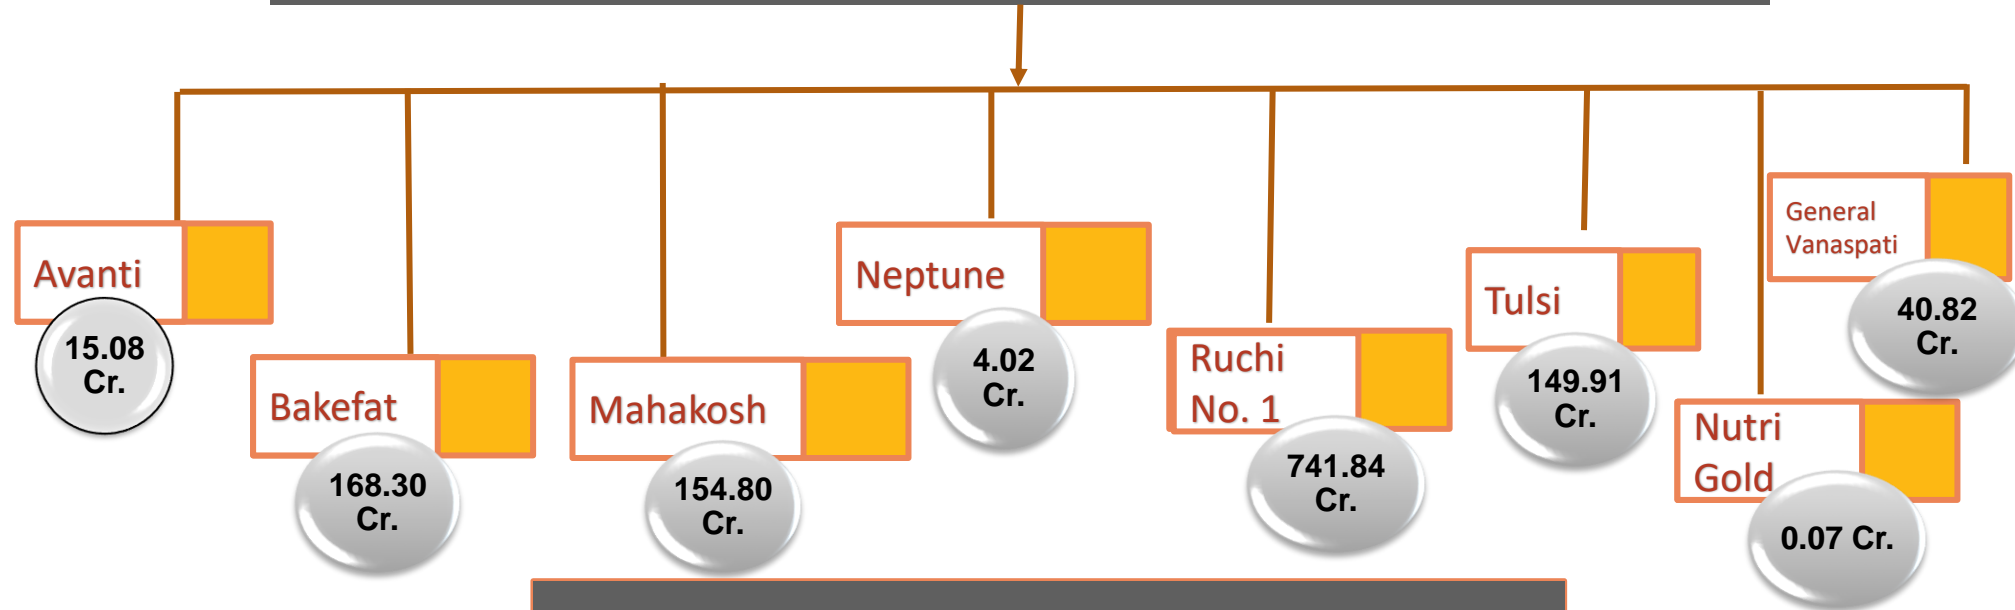 Avanti
15.08
Cr.
Bakefat
168.30
Cr.
Mahakosh
154.80
Cr.
Neptune
4.02
Cr.
Ruchi
No. 1
741.84
Cr.
Tulsi
149.91
Cr.
Nutri
Gold
0.07 Cr.
General
Vanaspati
40.82
Cr.